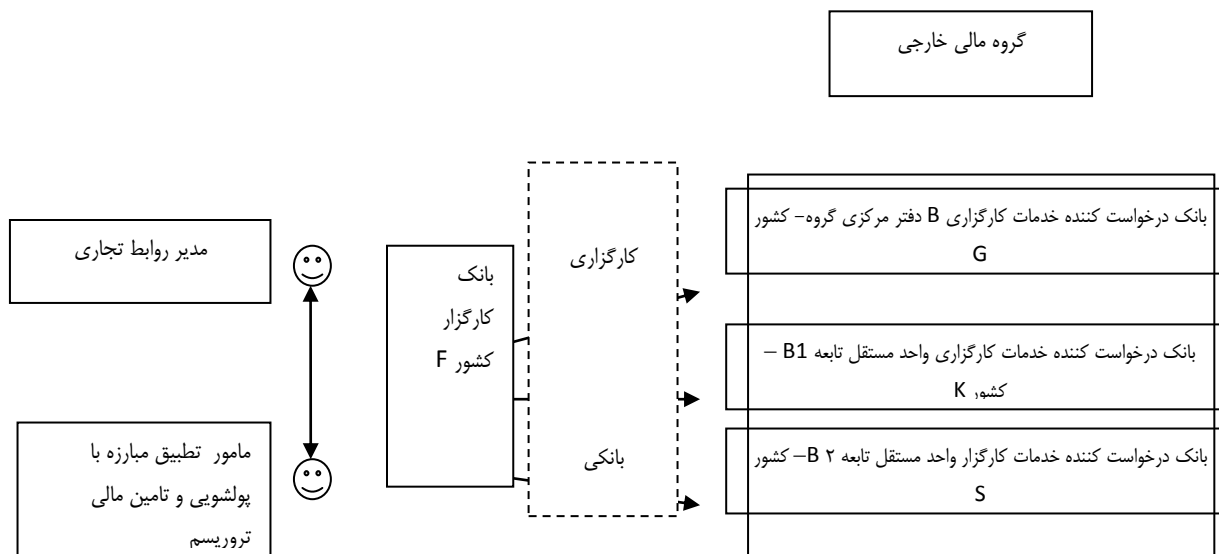 گروه مالی خارجی
بانک درخواست کننده خدمات کارگزاری B دفتر مرکزی گروه– کشور
G
کارگزاری
مدیر روابط تجاری
بانک
کارگزار
کشور F
بانک درخواست کننده خدمات کارگزاری واحد مستقل تابعه B1 –
کشور K
بانکی
بانک درخواست کننده خدمات کارگزار واحد مستقل تابعه B ۲– کشور
S
مامور تطبیق مبارزه با
پولشویی و تامین مالی
تروریسم